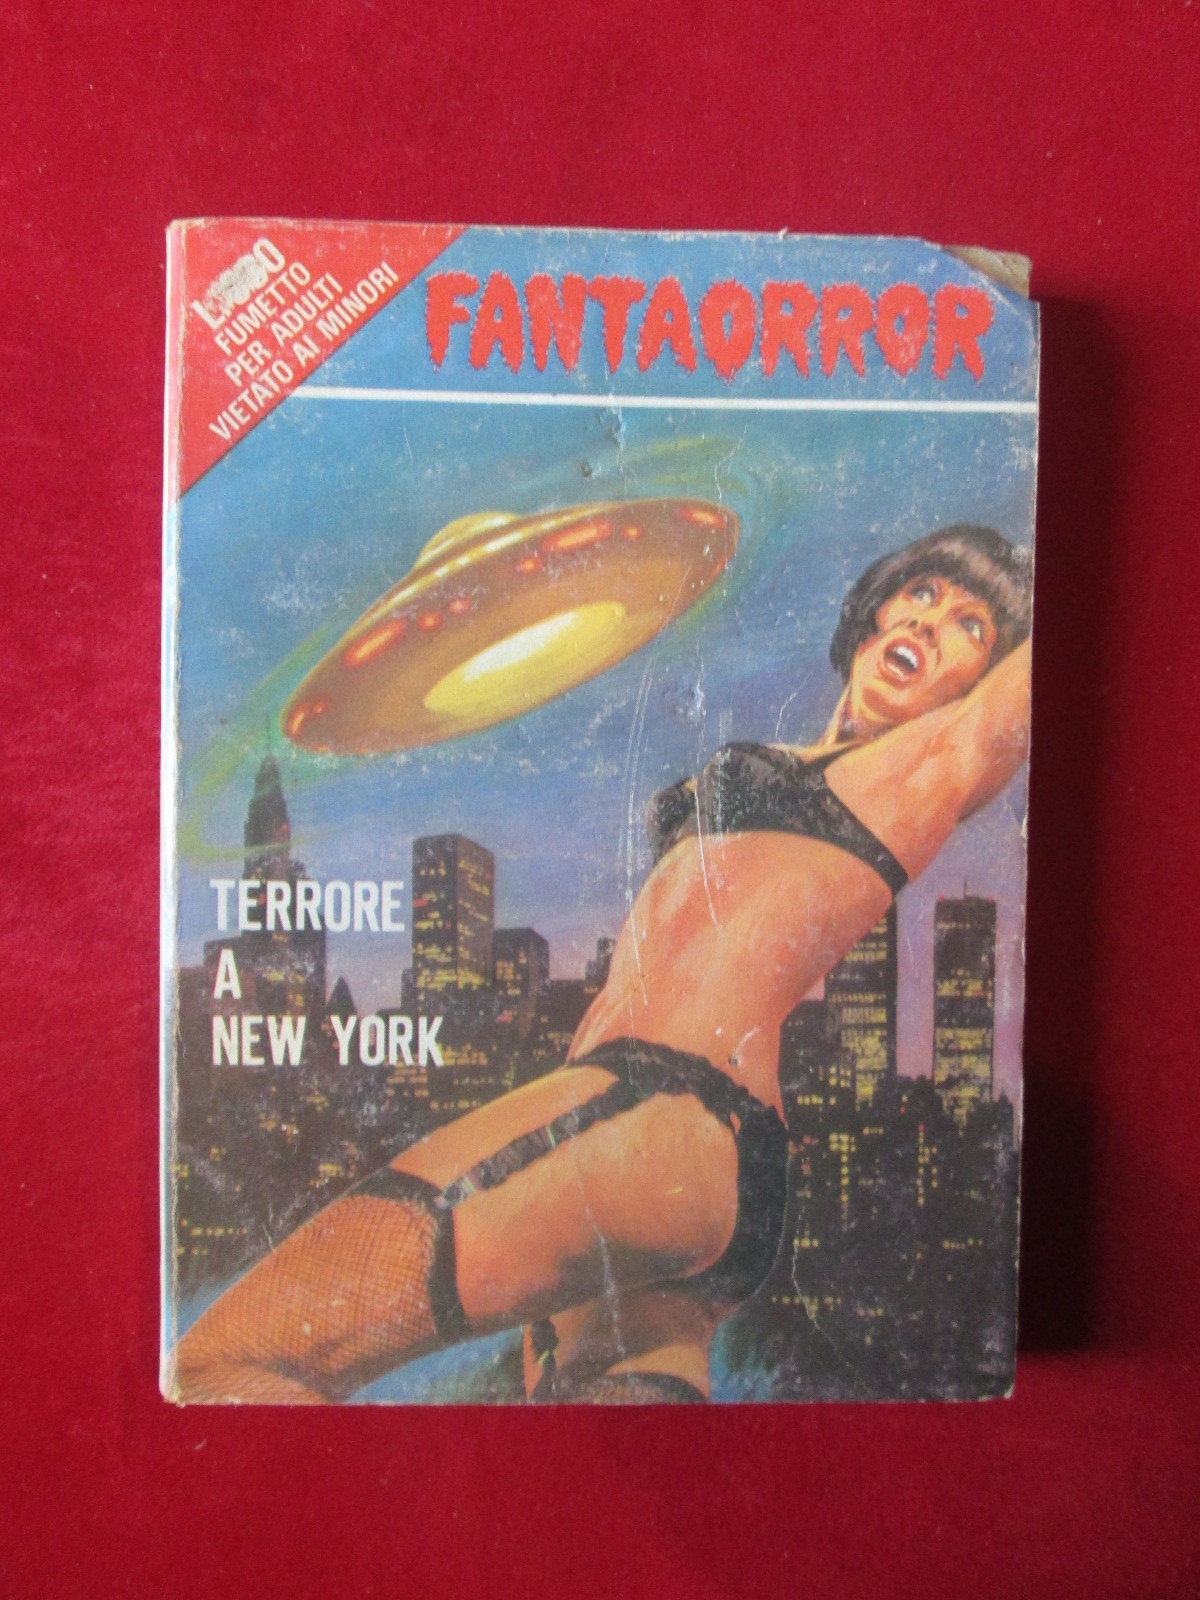 FUMETTO
PER ADULTI
VIETATO AI MINORI
FANTAORROR
TERRORE
A
NEW YORK